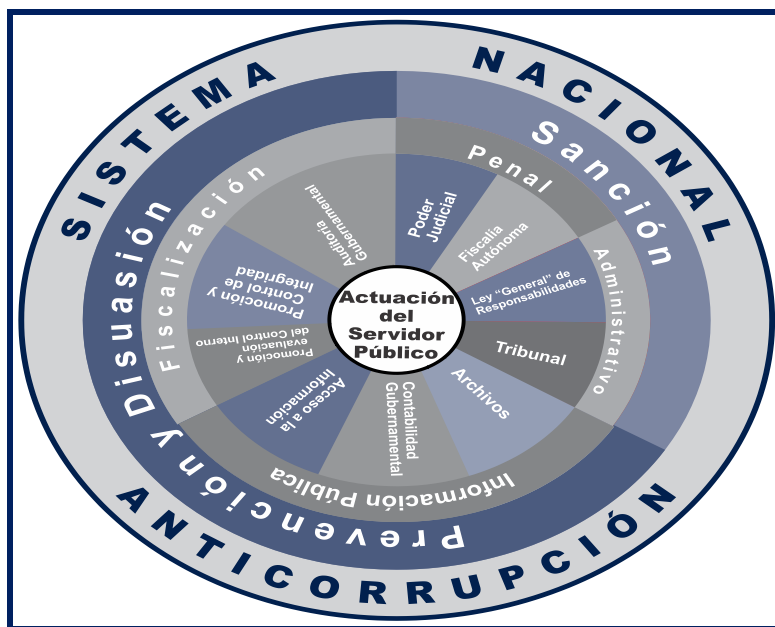 SISTEMA
NACIONAL
ANTICORRUPCIÓN
Sanción
Prevención y Disuasión
Penal
Administrativo
Información Pública
Fiscalización
Poder
Judicial
Fiscalia
Autónoma
Ley "General" de
Responsabilidades
Tribunal
Archivos
Contabilidad
Gubernamental
Acceso a la
Información
Promoción y
evaluación
del Control Interno
Promoción y
Control de
Integridad
Auditoría
Gubernamental
Actuación
del
Servidor
Público